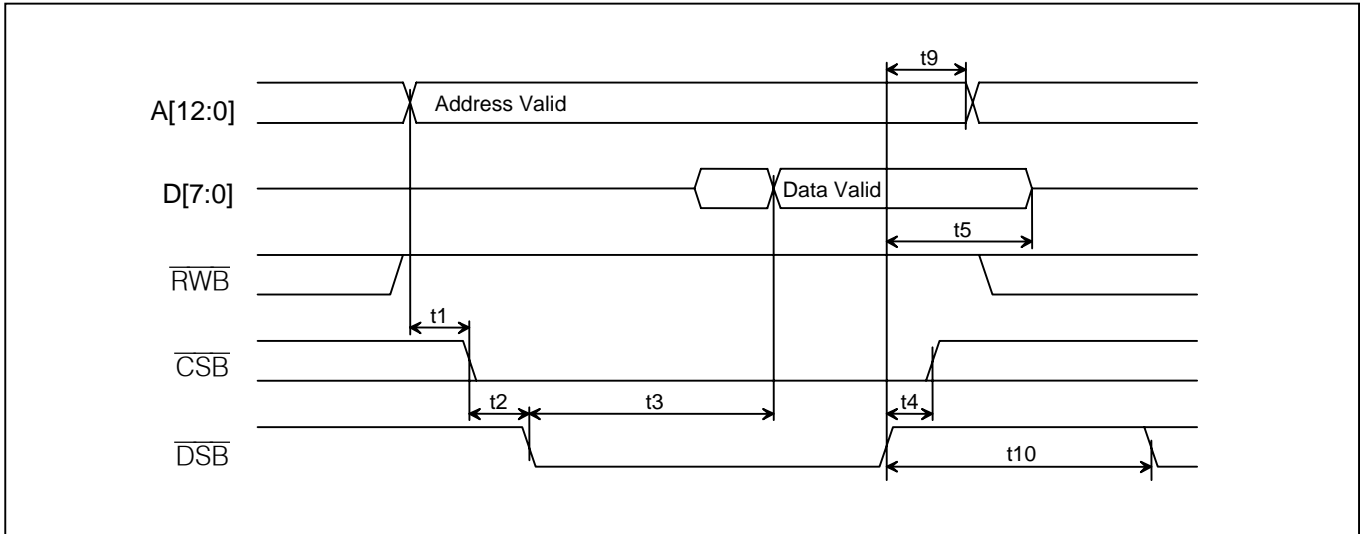 t9
A[12:0]
Address Valid
D[7:0]
Data Valid
t5
RWB
t1
CSB
t2
t3
t4
DSB
t10